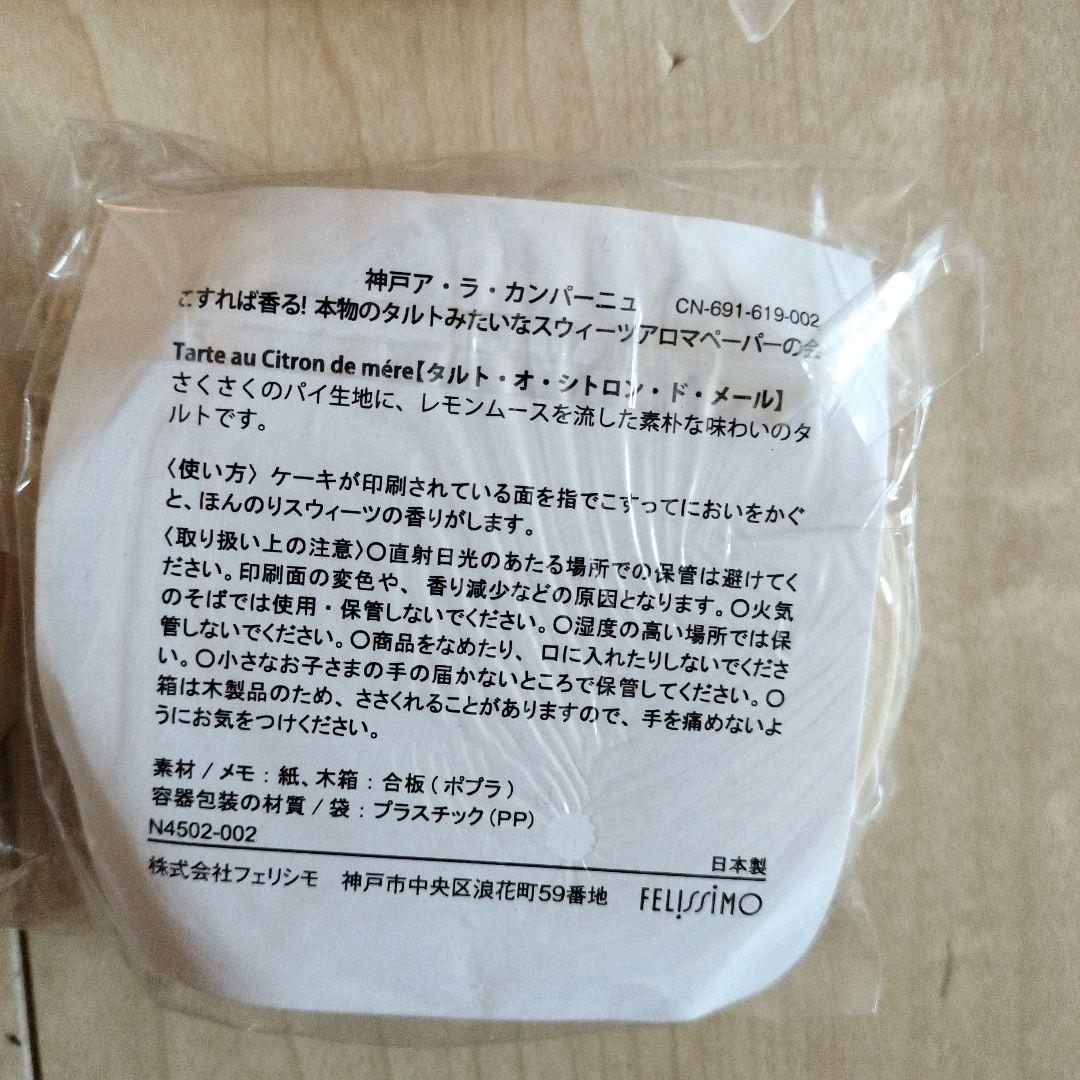 神戸ア・ラ・カンパーニュ CN-691-619-002
こすれば香る!本物のタルトみたいなスウィーツアロマペーパーの会
Tarte au Citron de mére【タルト・オ・シトロン・ド・メール】
さくさくのパイ生地に、レモンムースを流した素朴な味わいのタ
ルトです。
〈使い方〉ケーキが印刷されている面を指でこすってにおいをかぐ
と、ほんのりスウィーツの香りがします。
〈取り扱い上の注意〉○直射日光のあたる場所での保管は避けてく
ださい。印刷面の変色や、香り減少などの原因となります。○火気
のそばでは使用・保管しないでください。○湿度の高い場所では保
管しないでください。○商品をなめたり、口に入れたりしないでくださ
い。○小さなお子さまの手の届かないところで保管してください。○
箱は木製品のため、ささくれることがありますので、手を痛めないよ
うにお気をつけください。
素材/メモ:紙、木箱:合板(ポプラ)
容器包装の材質/袋:プラスチック(PP)
N4502-002
日本製
株式会社フェリシモ 神戸市中央区浪花町59番地 FELISSIMO